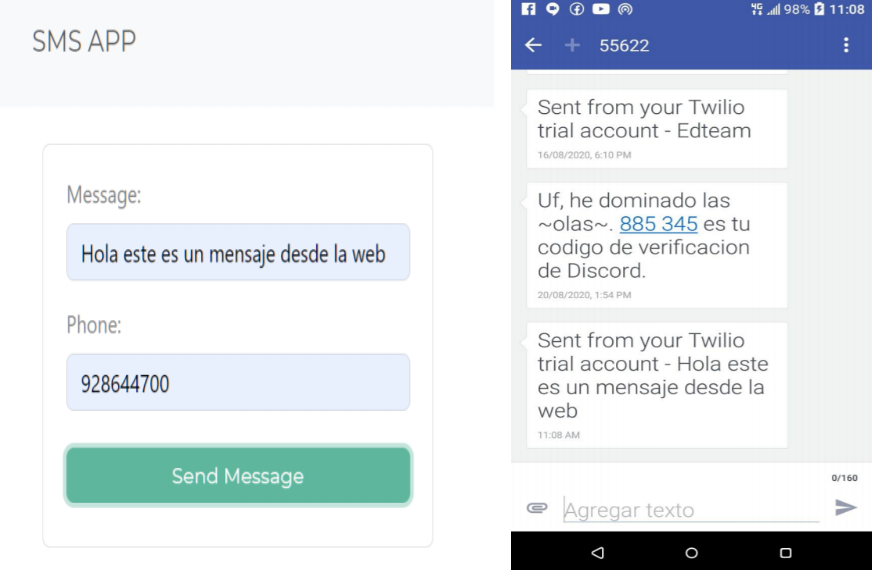 SMS APP
Message:
Hola este es un mensaje desde la web
Phone:
928644700
Send Message
98% 11:08
55622
Sent from your Twilio
trial account - Edteam
16/08/2020, 6:10 PM
Uf, he dominado las
~olas~. 885 345 es tu
codigo de verificacion
de Discord.
20/08/2020, 1:54 PM
Sent from your Twilio
trial account - Hola este
es un mensaje desde la
web
11:08 AM
0/160
Agregar texto